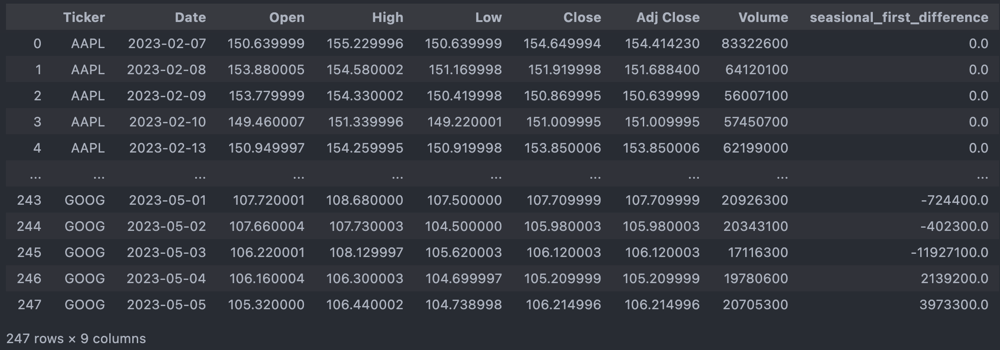 Ticker Date Open High Low Close Adj Close Volume seasional_first_difference
0 AAPL 2023-02-07 150.639999 155.229996 150.639999 154.649994 154.414230 83322600 0.0
1 AAPL 2023-02-08 153.880005 154.580002 151.169998 151.919998 151.688400 64120100 0.0
2 AAPL 2023-02-09 153.779999 154.330002 150.419998 150.869995 150.639999 56007100 0.0
3 AAPL 2023-02-10 149.460007 151.339996 149.220001 151.009995 151.009995 57450700 0.0
4 AAPL 2023-02-13 150.949997 154.259995 150.919998 153.850006 153.850006 62199000 0.0
... ... ... ... ... ... ... ... ... ...
243 GOOG 2023-05-01 107.720001 108.680000 107.500000 107.709999 107.709999 20926300 -724400.0
244 GOOG 2023-05-02 107.660004 107.730003 104.500000 105.980003 105.980003 20343100 -402300.0
245 GOOG 2023-05-03 106.220001 108.129997 105.620003 106.120003 106.120003 17116300 -11927100.0
246 GOOG 2023-05-04 106.160004 106.300003 104.699997 105.209999 105.209999 19780600 2139200.0
247 GOOG 2023-05-05 105.320000 106.440002 104.738998 106.214996 106.214996 20705300 3973300.0
247 rows × 9 columns